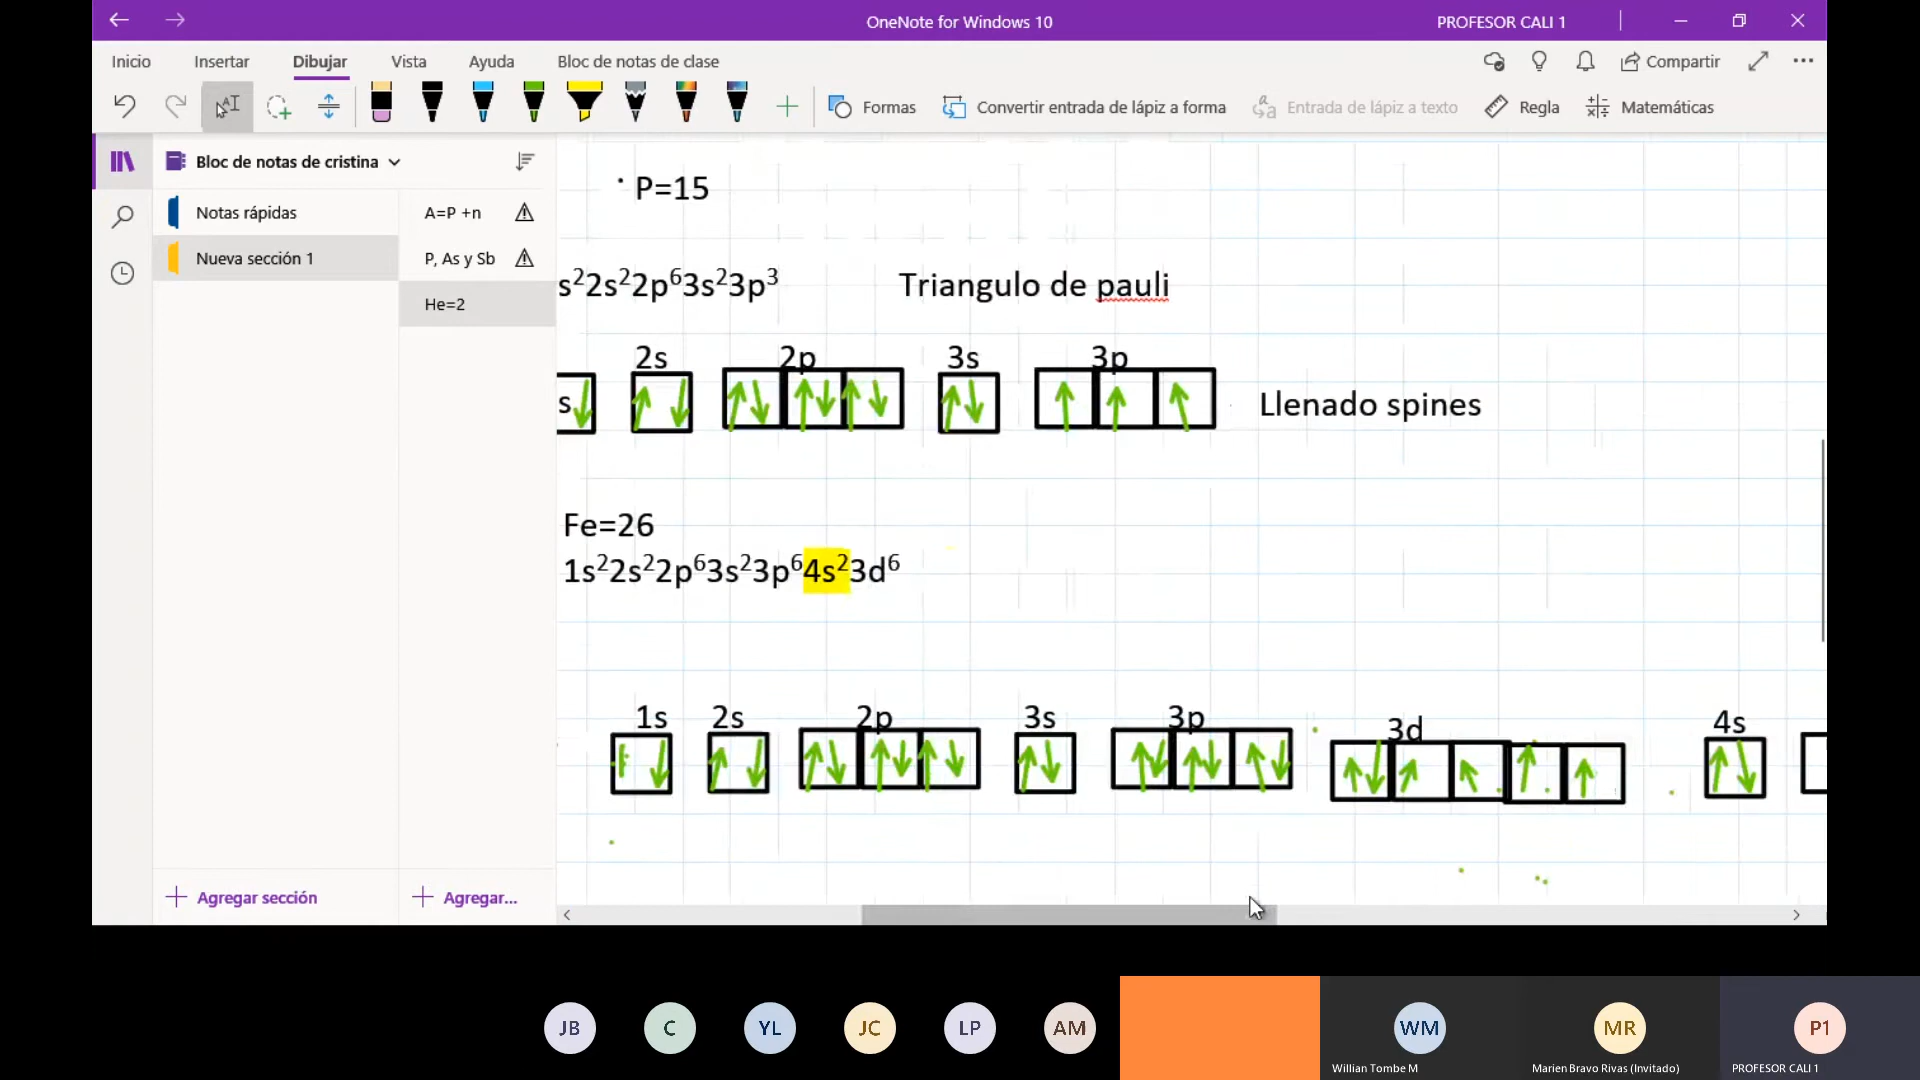 OneNote for Windows 10
PROFESOR CALI 1
Inicio Insertar Dibujar Vista Ayuda Bloc de notas de clase
Compartir
Formas Convertir entrada de lápiz a forma Entrada de lápiz a texto Regla Matemáticas
Bloc de notas de cristina
Notas rápidas
Nueva sección 1
A=P +n
P, As y Sb
He=2
Agregar sección
Agregar...
P=15
s²2s²2p⁶3s²3p³ Triangulo de pauli
2s 2p 3s 3p
s Llenado spines
Fe=26
1s²2s²2p⁶3s²3p⁶4s²3d⁶
1s 2s 2p 3s 3p 3d 4s
JB C YL JC LP AM WM MR P1
Willian Tombe M Marien Bravo Rivas (Invitado) PROFESOR CALI 1